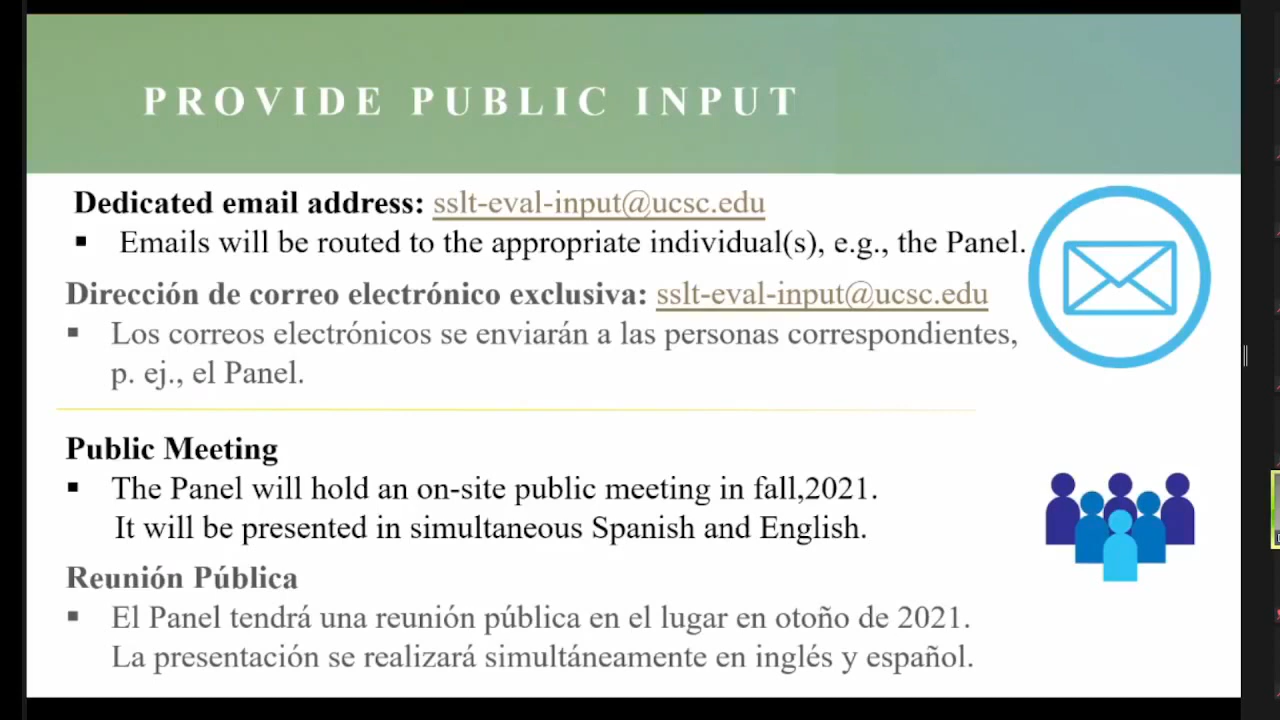 PROVIDE PUBLIC INPUT
Dedicated email address: sslt-eval-input@ucsc.edu
▪ Emails will be routed to the appropriate individual(s), e.g., the Panel.
Dirección de correo electrónico exclusiva: sslt-eval-input@ucsc.edu
▪ Los correos electrónicos se enviarán a las personas correspondientes,
p. ej., el Panel.
Public Meeting
▪ The Panel will hold an on-site public meeting in fall,2021.
It will be presented in simultaneous Spanish and English.
Reunión Pública
▪ El Panel tendrá una reunión pública en el lugar en otoño de 2021.
La presentación se realizará simultáneamente en inglés y español.